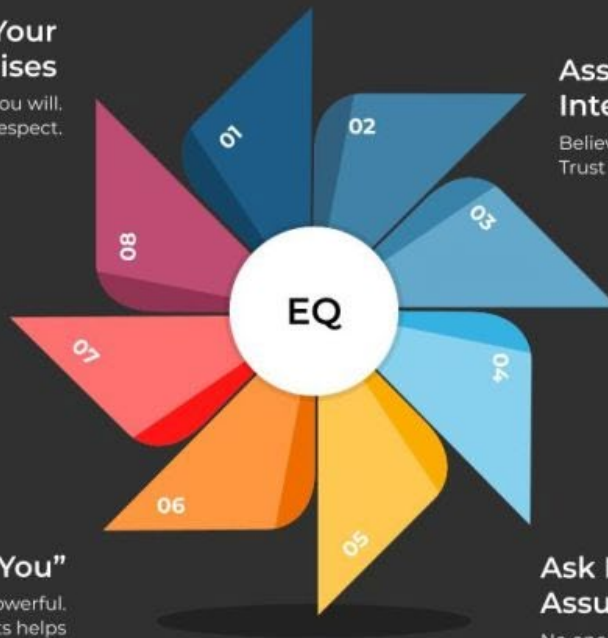 Your
ises
ou will.
espect.
Ass
Inte
Believ
Trust
01
02
03
04
05
06
07
08
EQ
You”
owerful.
ts helps
Ask
Assu